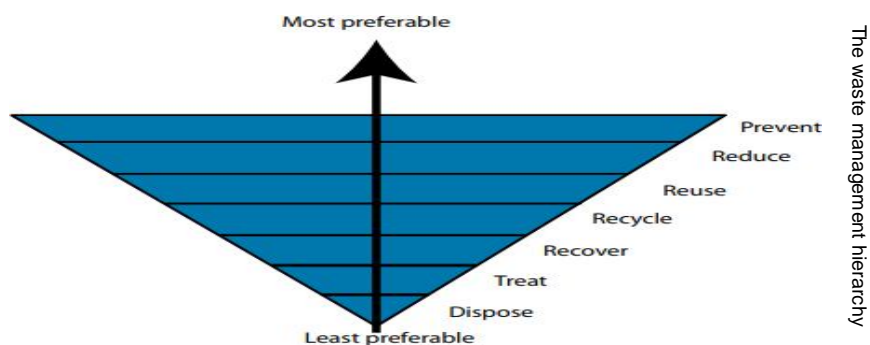 Most preferable
Prevent
Reduce
Reuse
Recycle
Recover
Treat
Dispose
Least preferable
The waste management hierarchy